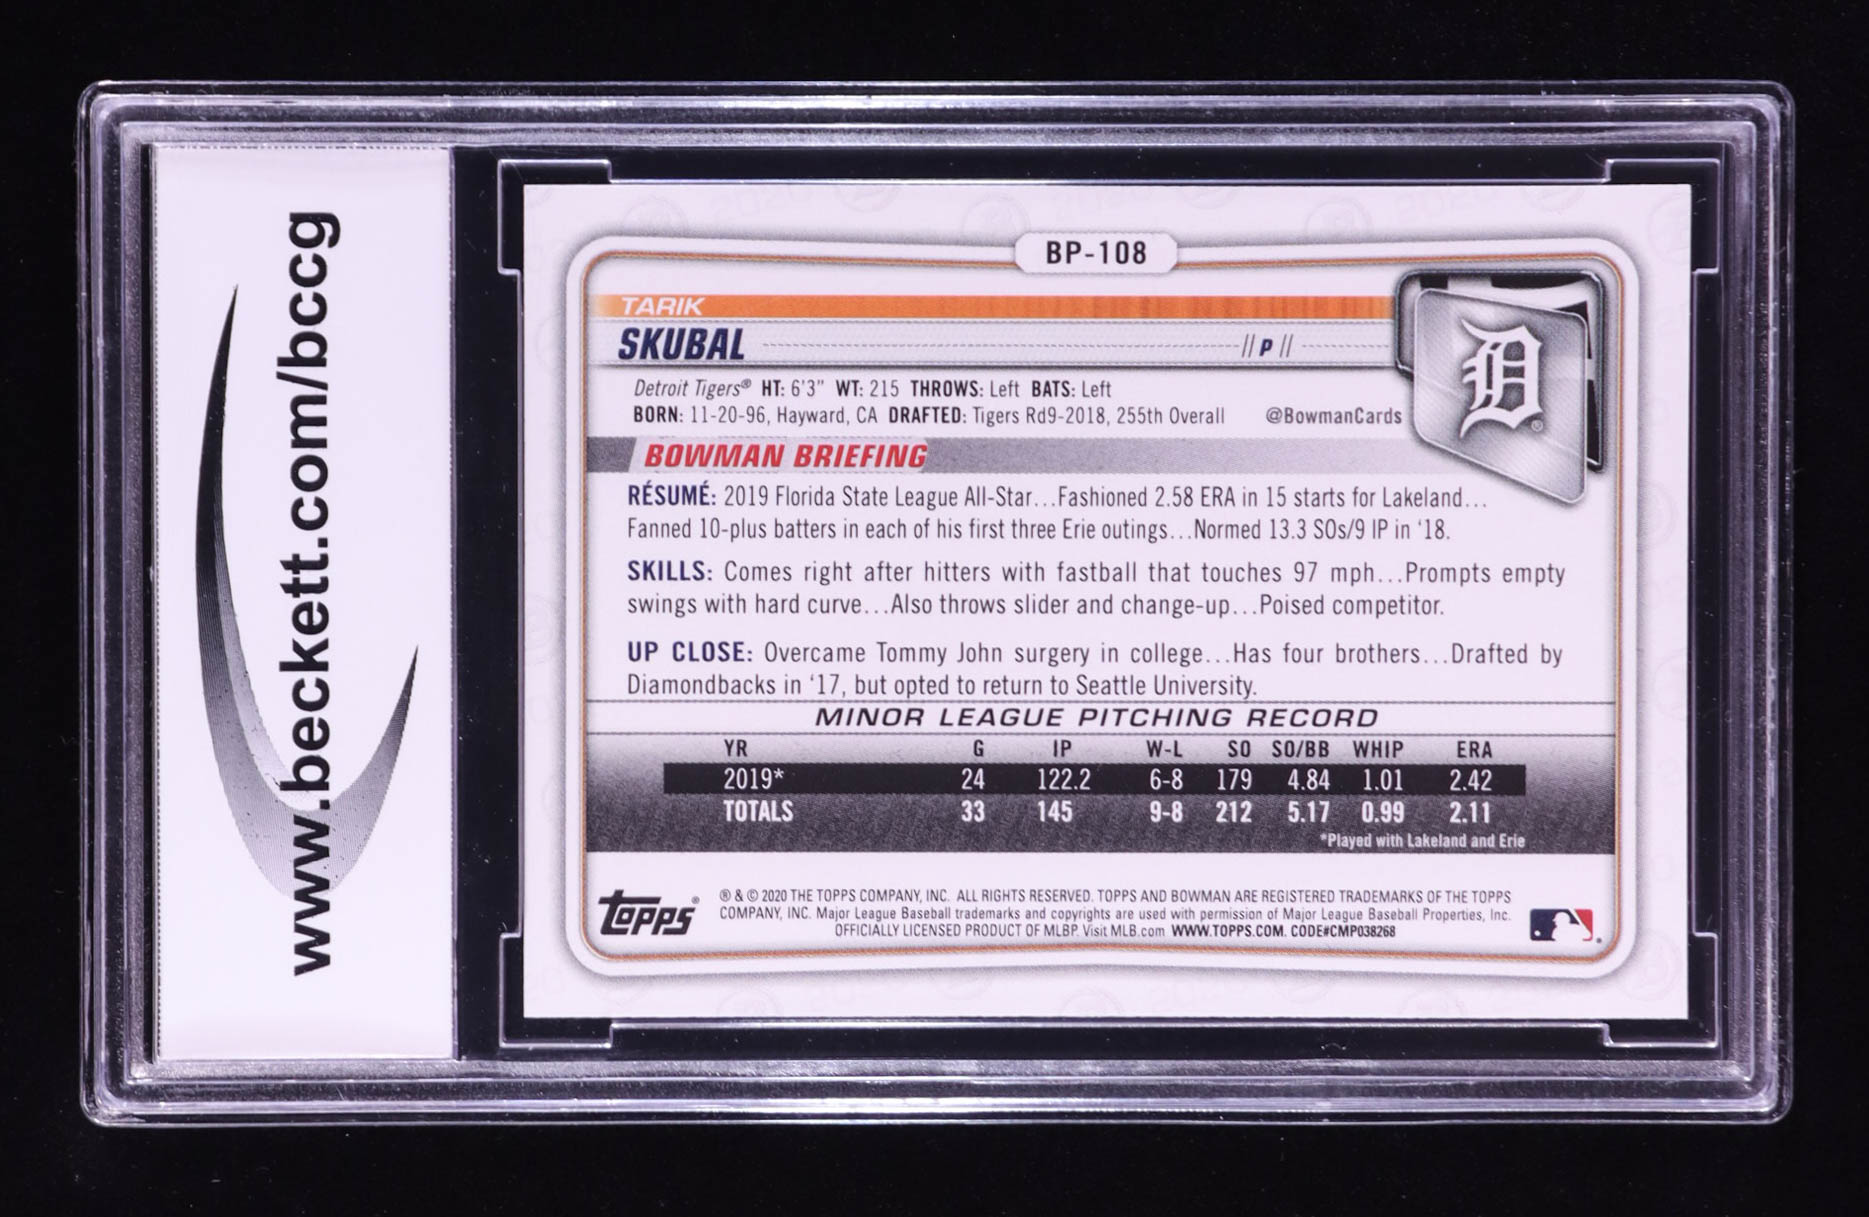 www.beckett.com/bccg
BP-108
TARIK
SKUBAL // P //
Detroit Tigers® HT: 6'3" WT: 215 THROWS: Left BATS: Left
BORN: 11-20-96, Hayward, CA DRAFTED: Tigers Rd9-2018, 255th Overall @BowmanCards
D®
BOWMAN BRIEFING
RÉSUMÉ: 2019 Florida State League All-Star...Fashioned 2.58 ERA in 15 starts for Lakeland...
Fanned 10-plus batters in each of his first three Erie outings...Normed 13.3 SOs/9 IP in '18.
SKILLS: Comes right after hitters with fastball that touches 97 mph...Prompts empty
swings with hard curve...Also throws slider and change-up...Poised competitor.
UP CLOSE: Overcame Tommy John surgery in college...Has four brothers...Drafted by
Diamondbacks in '17, but opted to return to Seattle University.
MINOR LEAGUE PITCHING RECORD
YR G IP W-L SO SO/BB WHIP ERA
2019* 24 122.2 6-8 179 4.84 1.01 2.42
TOTALS 33 145 9-8 212 5.17 0.99 2.11
*Played with Lakeland and Erie
topps®
® & © 2020 THE TOPPS COMPANY, INC. ALL RIGHTS RESERVED. TOPPS AND BOWMAN ARE REGISTERED TRADEMARKS OF THE TOPPS
COMPANY, INC. Major League Baseball trademarks and copyrights are used with permission of Major League Baseball Properties, Inc.
OFFICIALLY LICENSED PRODUCT OF MLBP. Visit MLB.com WWW.TOPPS.COM. CODE#CMP038268